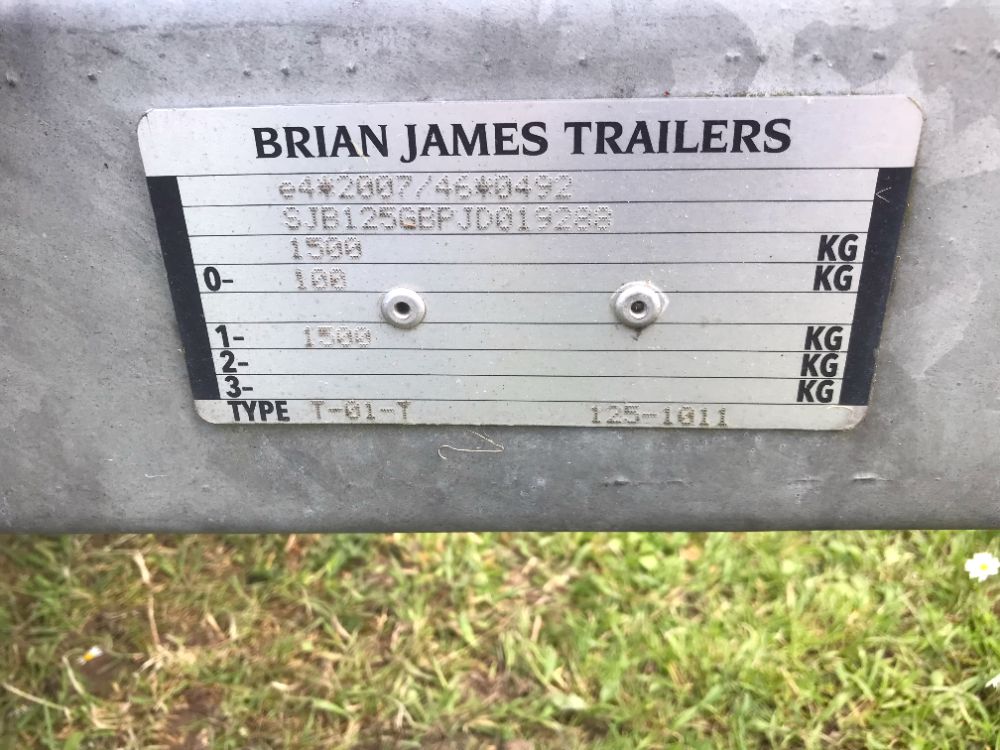 BRIAN JAMES TRAILERS
e4*2007/46*0492
SJB125GBPJD019288
1500 KG
0- 100 KG
1- 1500 KG
2- KG
3- KG
TYPE T-01-T 125-1011